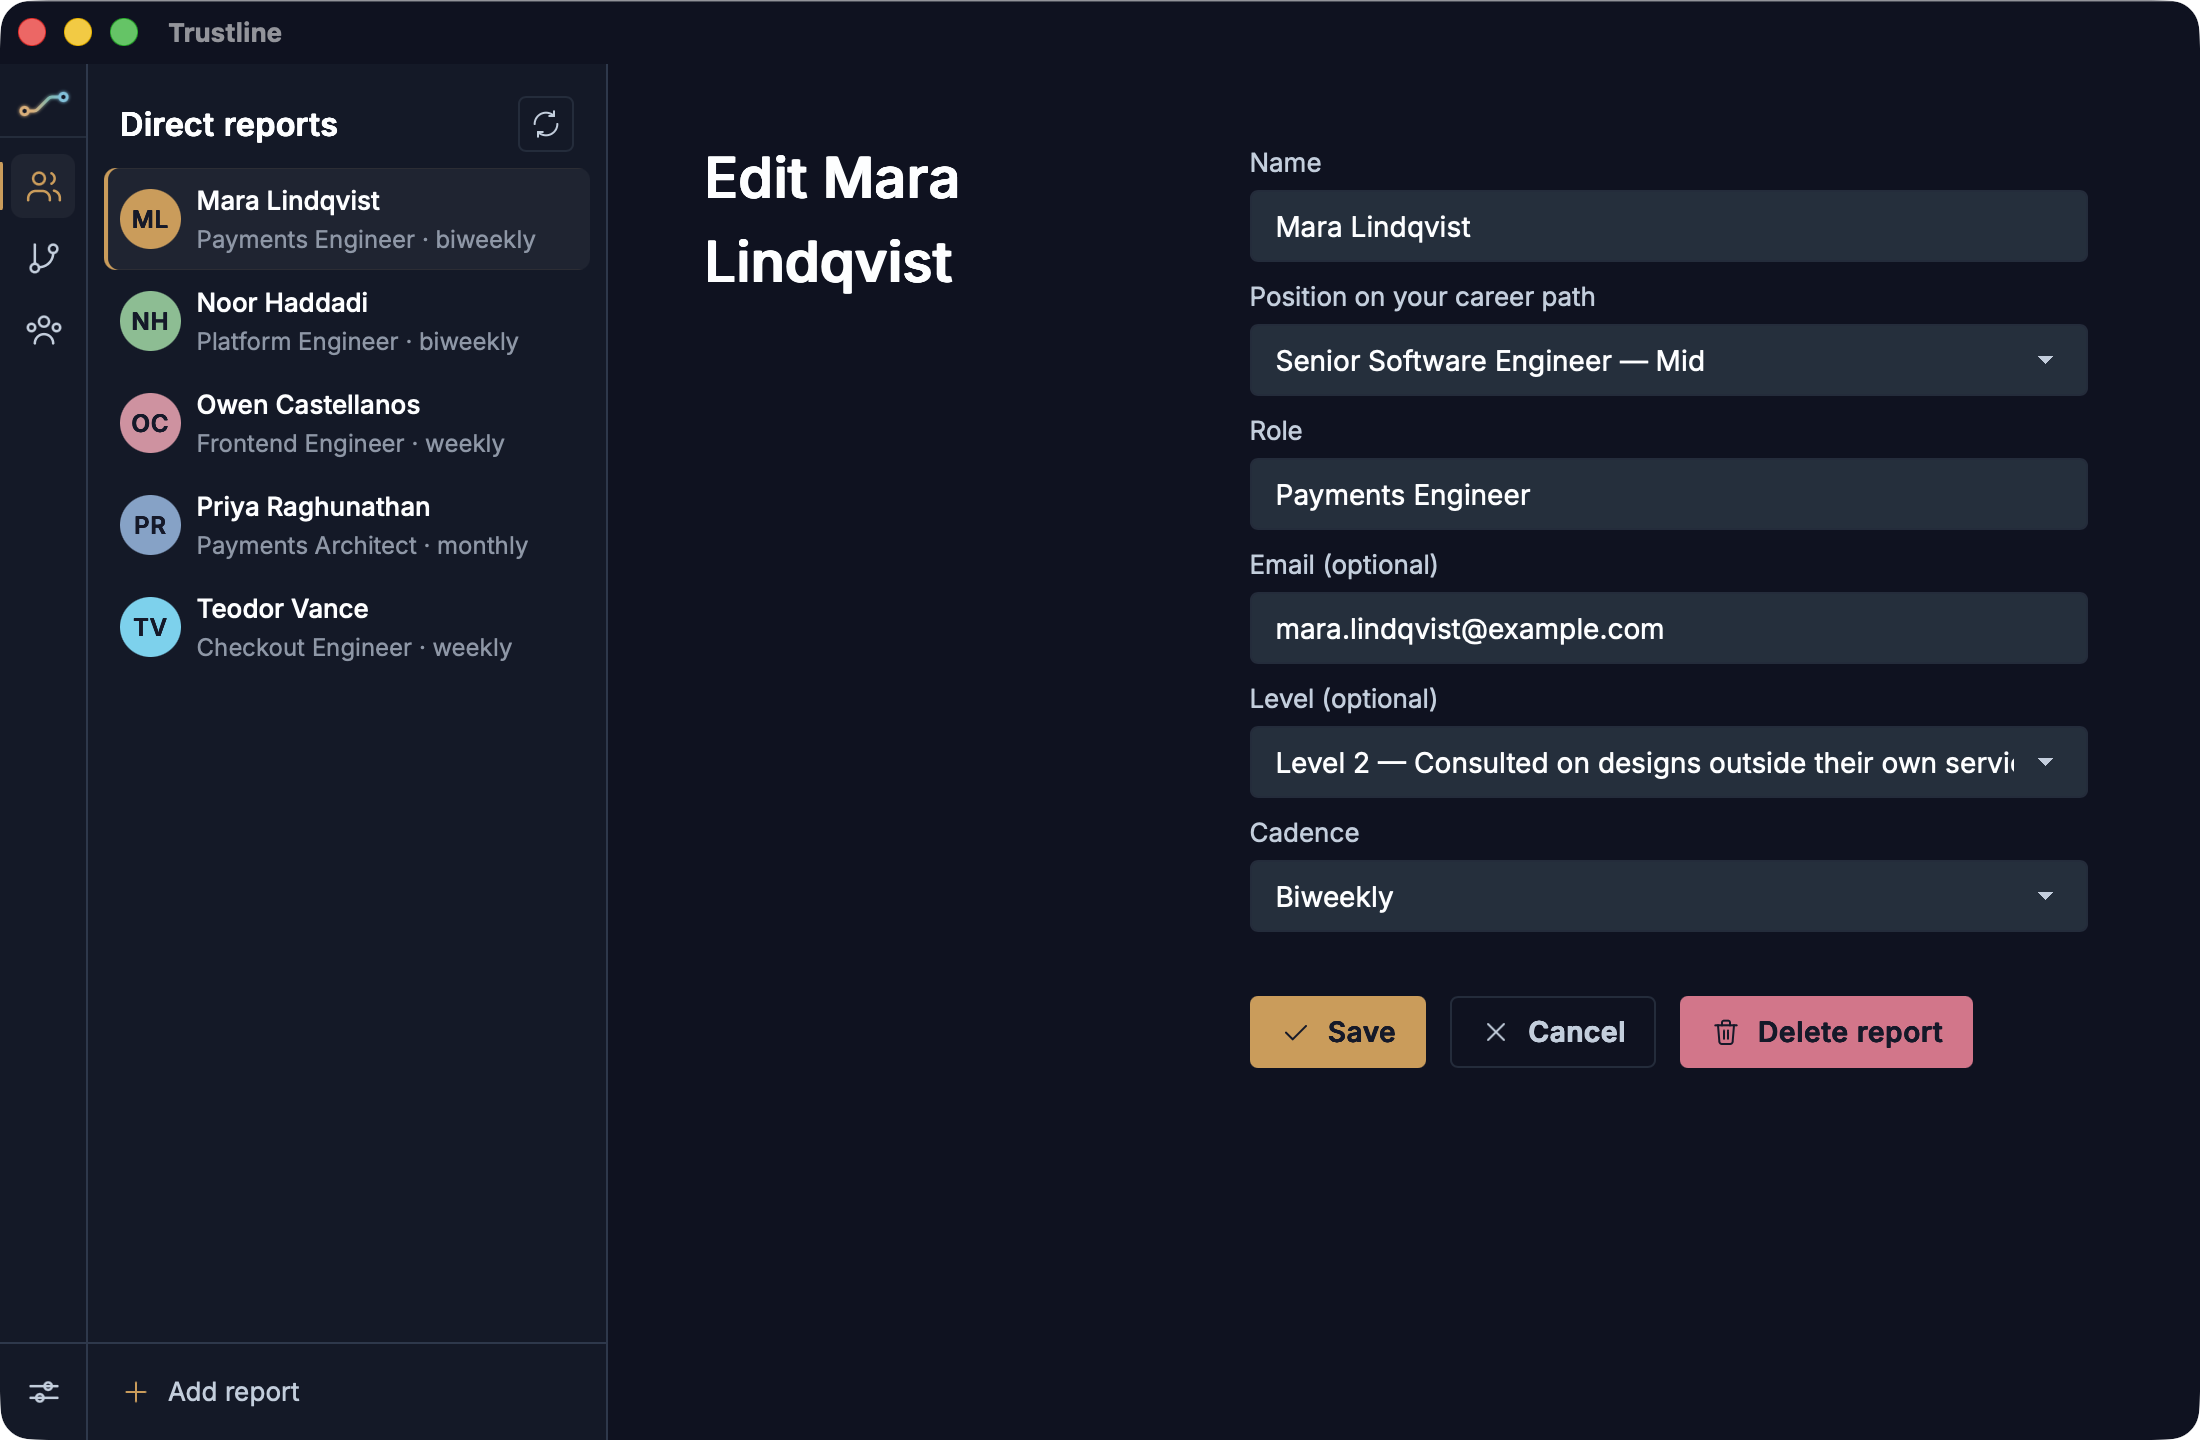 Trustline
Direct reports
ML
Mara Lindqvist
Payments Engineer · biweekly
NH
Noor Haddadi
Platform Engineer · biweekly
OC
Owen Castellanos
Frontend Engineer · weekly
PR
Priya Raghunathan
Payments Architect · monthly
TV
Teodor Vance
Checkout Engineer · weekly
Add report
Edit Mara
Lindqvist
Name
Mara Lindqvist
Position on your career path
Senior Software Engineer — Mid
Role
Payments Engineer
Email (optional)
mara.lindqvist@example.com
Level (optional)
Level 2 — Consulted on designs outside their own
Cadence
Biweekly
Save
Cancel
Delete report